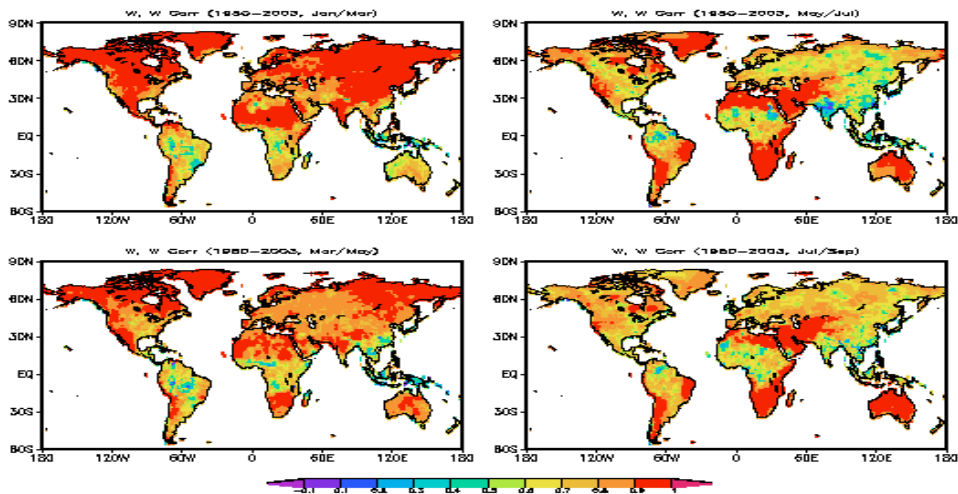 W, W Corr (1980-2003, Jan/Mar)
W, W Corr (1980-2003, May/Jul)
90N
60N
30N
EQ
30S
60S
180 120W 60W 0 60E 120E 180
90N
60N
30N
EQ
30S
60S
180 120W 60W 0 60E 120E 180
W, W Corr (1980-2003, Mar/May)
W, W Corr (1980-2003, Jul/Sep)
90N
60N
30N
EQ
30S
60S
180 120W 60W 0 60E 120E 180
90N
60N
30N
EQ
30S
60S
180 120W 60W 0 60E 120E 180
-0.1 0.1 0.2 0.3 0.4 0.5 0.6 0.7 0.8 0.9 1